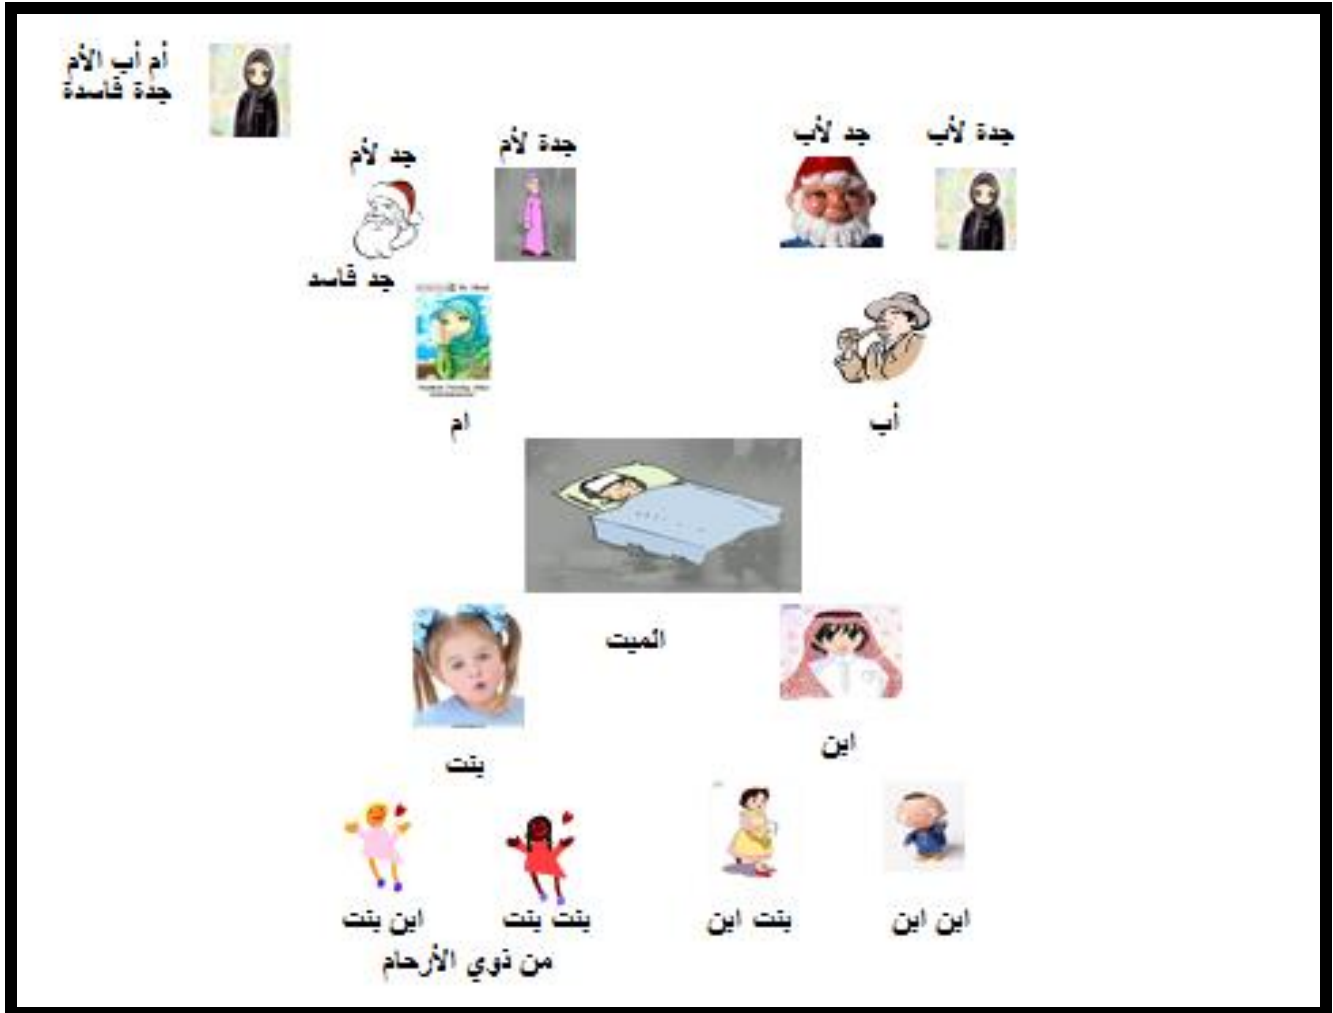 أم أب الأم
جدة فاسدة
جدة لأب
جد لأب
جدة لأم
جد لأم
جد فاسد
أب
ام
الميت
ابن
بنت
ابن ابن
بنت ابن
بنت بنت
ابن بنت
من ذوي الأرحام